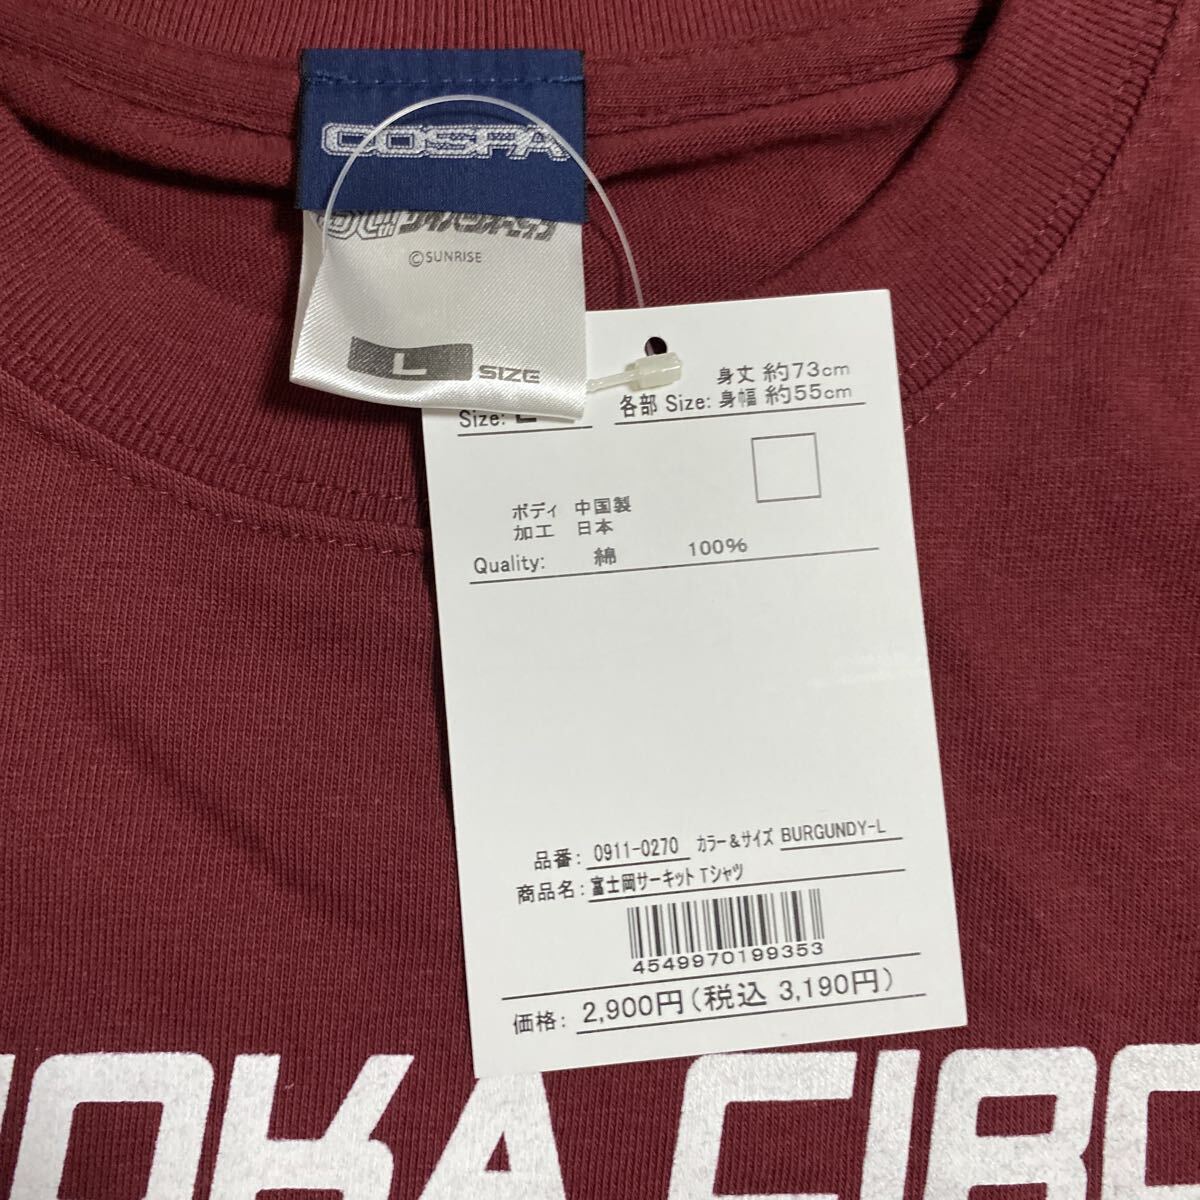 COSPA
©SUNRISE
L SIZE
身丈 約73cm
Size: L 各部 Size: 身幅 約55cm
ボディ 中国製
加工 日本
Quality: 綿 100%
品番: 0911-0270 カラー&サイズ BURGUNDY-L
商品名: 富士岡サーキット Tシャツ
4549970199353
価格: 2,900円(税込 3,190円)
OKA CIRC